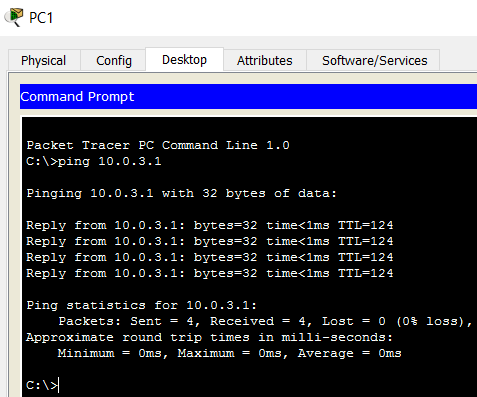 PC1
Physical Config Desktop Attributes Software/Services
Command Prompt
Packet Tracer PC Command Line 1.0
C:\>ping 10.0.3.1
Pinging 10.0.3.1 with 32 bytes of data:
Reply from 10.0.3.1: bytes=32 time<1ms TTL=124
Reply from 10.0.3.1: bytes=32 time<1ms TTL=124
Reply from 10.0.3.1: bytes=32 time<1ms TTL=124
Reply from 10.0.3.1: bytes=32 time<1ms TTL=124
Ping statistics for 10.0.3.1:
Packets: Sent = 4, Received = 4, Lost = 0 (0% loss),
Approximate round trip times in milli-seconds:
Minimum = 0ms, Maximum = 0ms, Average = 0ms
C:\>